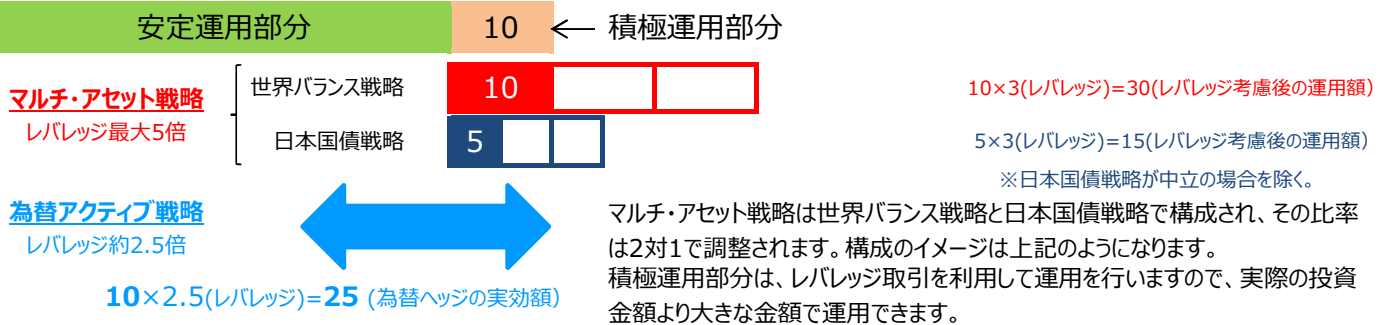 安定運用部分
10
← 積極運用部分
マルチ・アセット戦略
レバレッジ最大5倍
世界バランス戦略
10
10×3(レバレッジ)=30(レバレッジ考慮後の運用額)
日本国債戦略
5
5×3(レバレッジ)=15(レバレッジ考慮後の運用額)
※日本国債戦略が中立の場合を除く。
為替アクティブ戦略
レバレッジ約2.5倍
10×2.5(レバレッジ)=25 (為替ヘッジの実効額)
マルチ・アセット戦略は世界バランス戦略と日本国債戦略で構成され、その比率
は2対1で調整されます。構成のイメージは上記のようになります。
積極運用部分は、レバレッジ取引を利用して運用を行いますので、実際の投資
金額より大きな金額で運用できます。